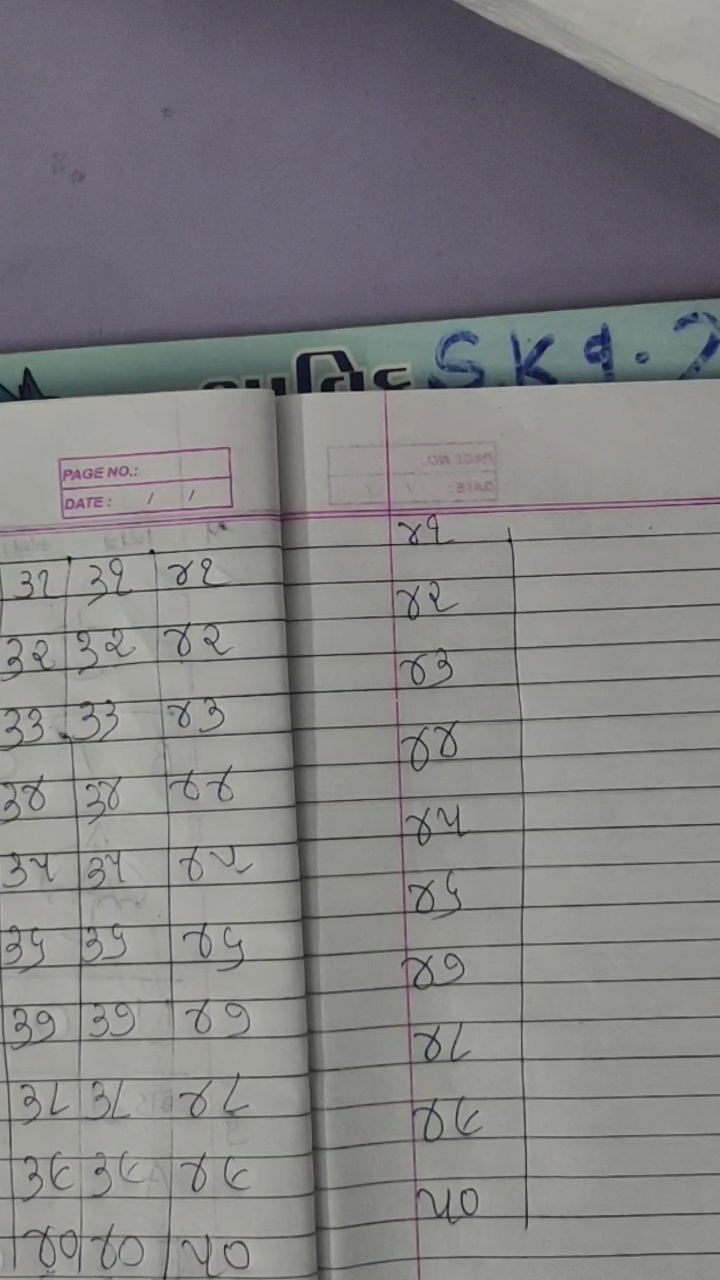 S.K ૧.
PAGE NO.:
DATE: / /
૩૧ ૩૧ ૪૧
૩૨ ૩૨ ૪૨
૩૩ ૩૩ ૪૩
૩૪ ૩૪ ૪૪
૩૫ ૩૫ ૪૫
૩૬ ૩૬ ૪૬
૩૭ ૩૭ ૪૭
૩૮ ૩૮ ૪૮
૩૯ ૩૯ ૪૯
૪૦ ૪૦ ૫૦
૪૧
૪૨
૪૩
૪૪
૪૫
૪૬
૪૭
૪૮
૪૯
૫૦